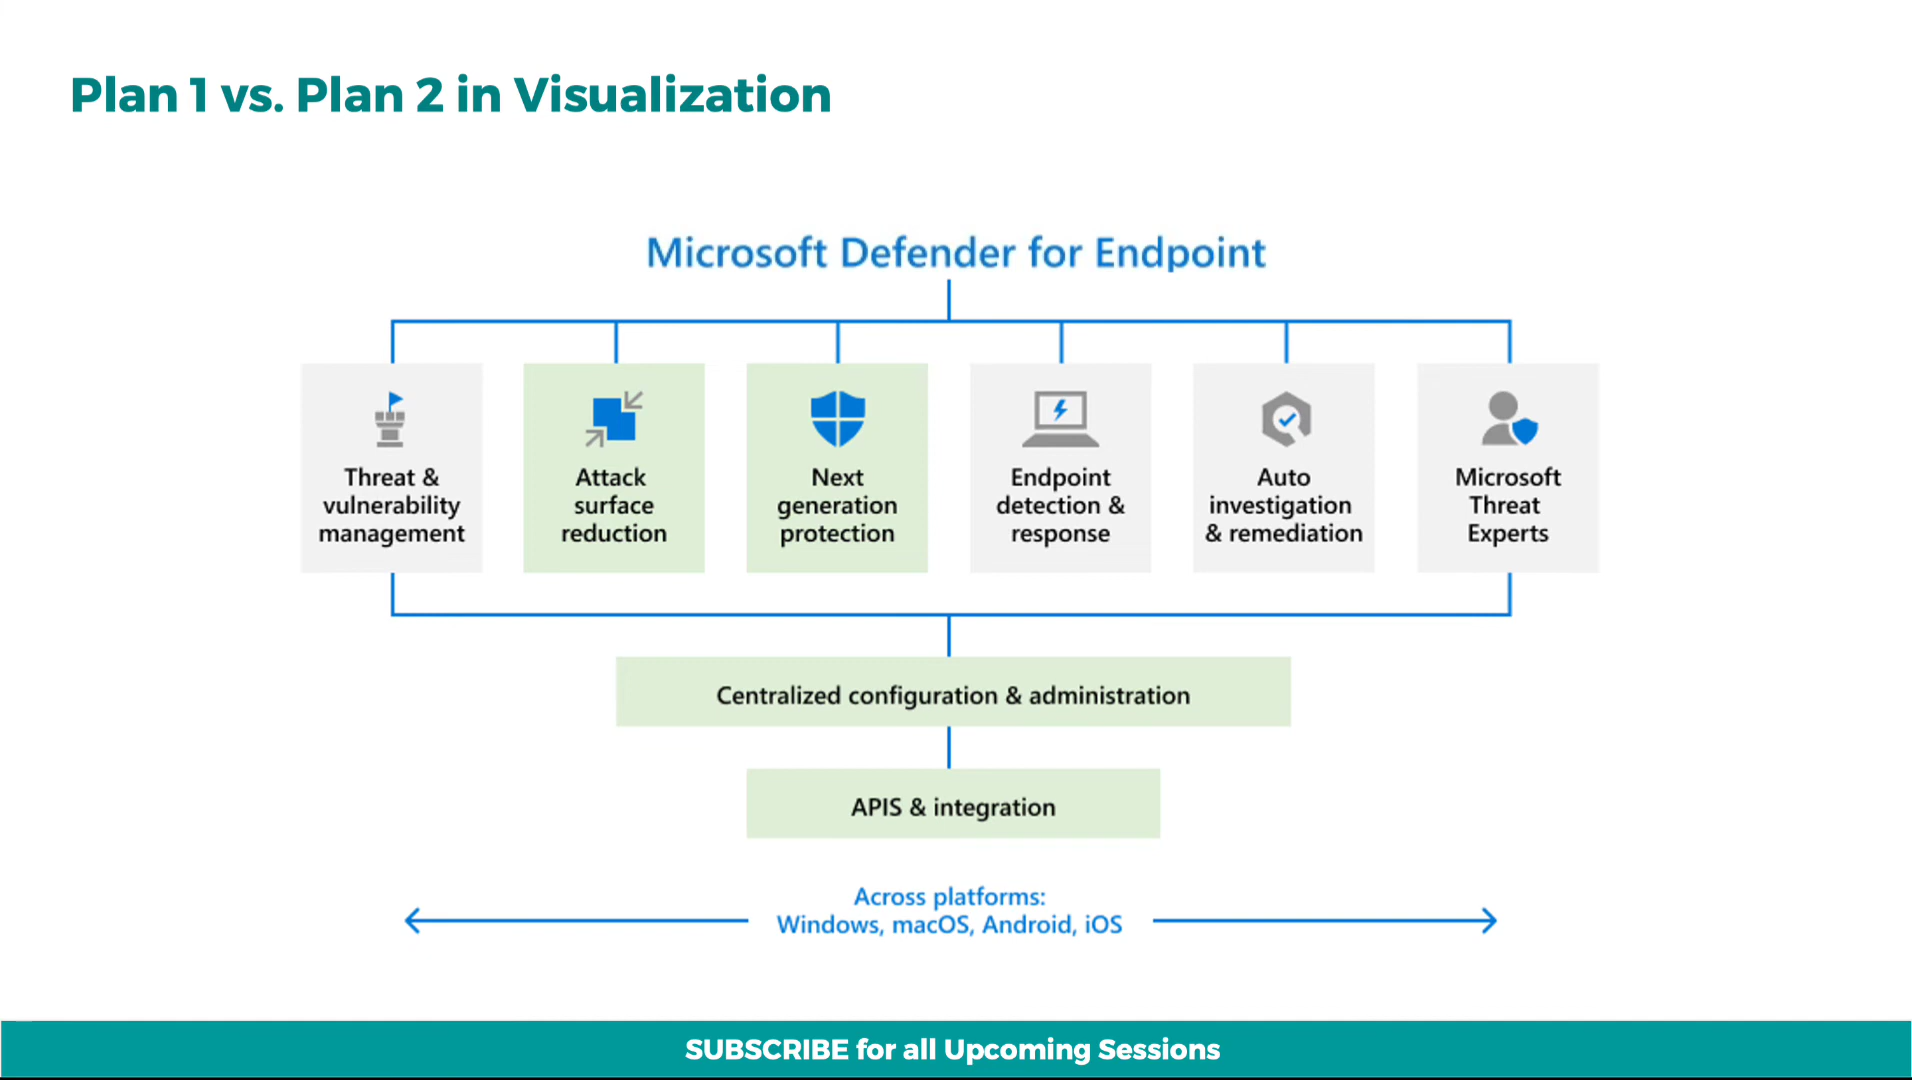 Plan 1 vs. Plan 2 in Visualization
Microsoft Defender for Endpoint
Threat &
vulnerability
management
Attack
surface
reduction
Next
generation
protection
Endpoint
detection &
response
Auto
investigation
& remediation
Microsoft
Threat
Experts
Centralized configuration & administration
APIS & integration
Across platforms:
Windows, macOS, Android, iOS
SUBSCRIBE for all Upcoming Sessions